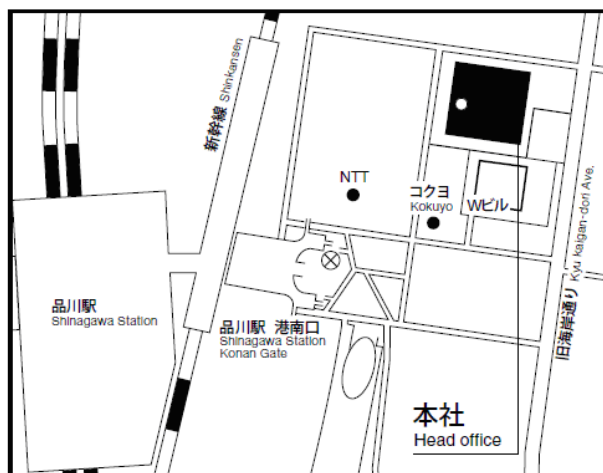 新幹線 Shinkansen
NTT
コクヨ
Kokuyo
Wビル
旧海岸通り Kyu kaigan-dori Ave.
品川駅
Shinagawa Station
品川駅 港南口
Shinagawa Station
Konan Gate
本社
Head office